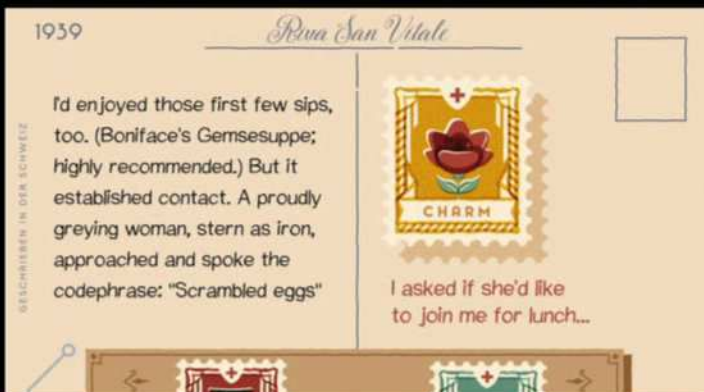 1939
Riva San Vitale
GESCHRIEBEN IN DER SCHWEIZ
I'd enjoyed those first few sips,
too. (Boniface's Gemsesuppe;
highly recommended.) But it
established contact. A proudly
greying woman, stern as iron,
approached and spoke the
codephrase: "Scrambled eggs"
CHARM
I asked if she'd like
to join me for lunch...